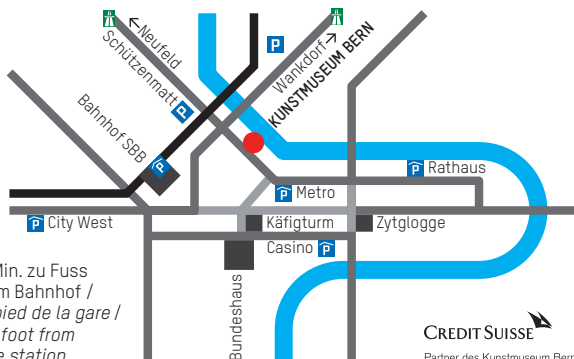 ←Neufeld
Schützenmatt
P
P
Wankdorf→
KUNSTMUSEUM BERN
Bahnhof SBB
P
P Rathaus
P Metro
P City West
Käfigturm
Zytglogge
Casino P
Bundeshaus
Min. zu Fuss
m Bahnhof /
pied de la gare /
foot from
e station
CREDIT SUISSE
Partner des Kunstmuseum Bern